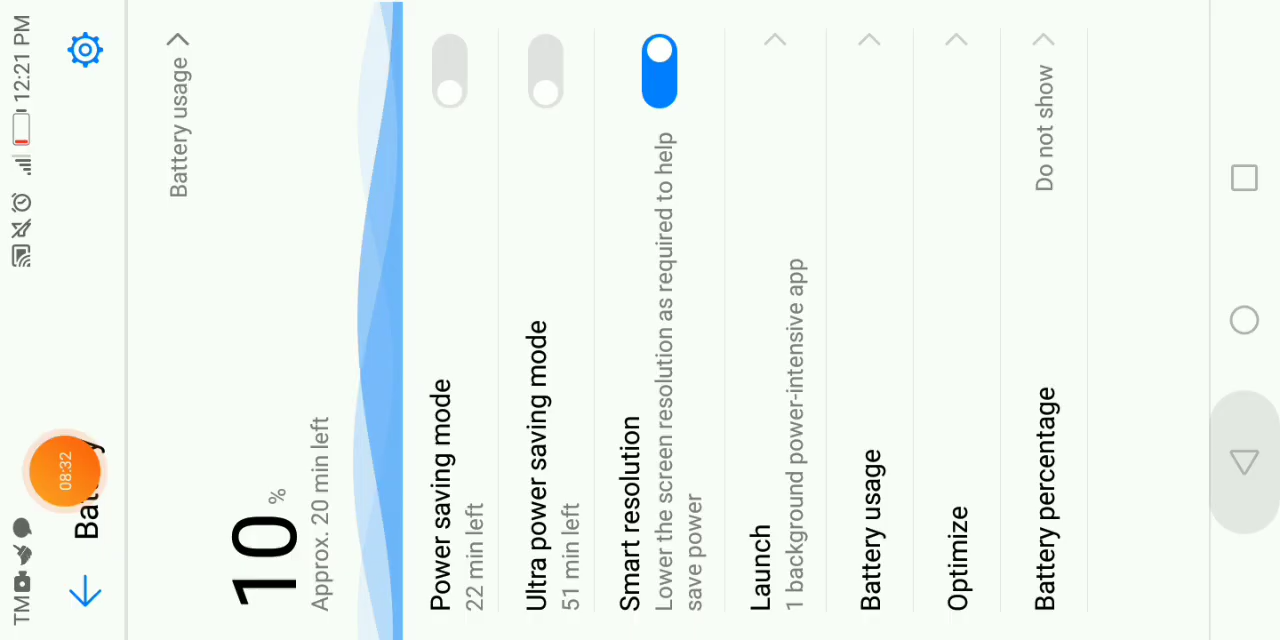 TM
12:21 PM
Battery
08:32
Battery usage
10 %
Approx. 20 min left
Power saving mode
22 min left
Ultra power saving mode
51 min left
Smart resolution
Lower the screen resolution as required to help
save power
Launch
1 background power-intensive app
Battery usage
Optimize
Battery percentage
Do not show